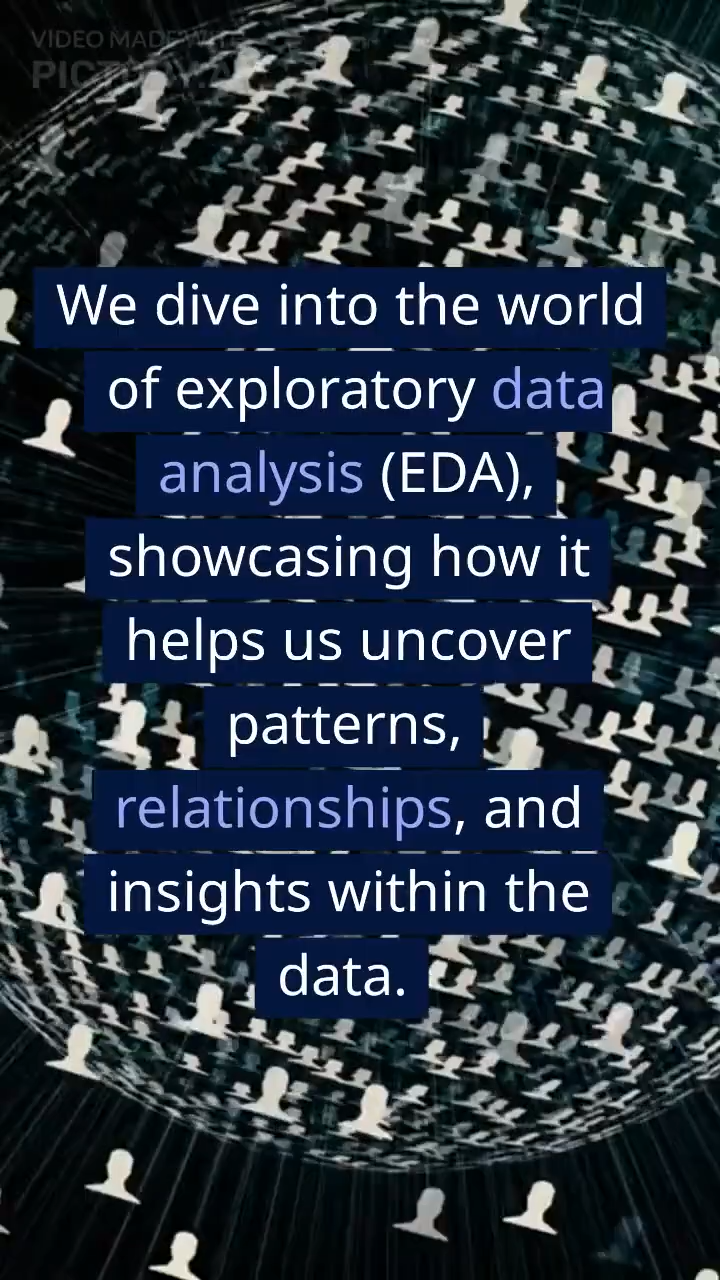 VIDEO MADE WITH
PICTORY.AI
We dive into the world
of exploratory data
analysis (EDA),
showcasing how it
helps us uncover
patterns,
relationships, and
insights within the
data.